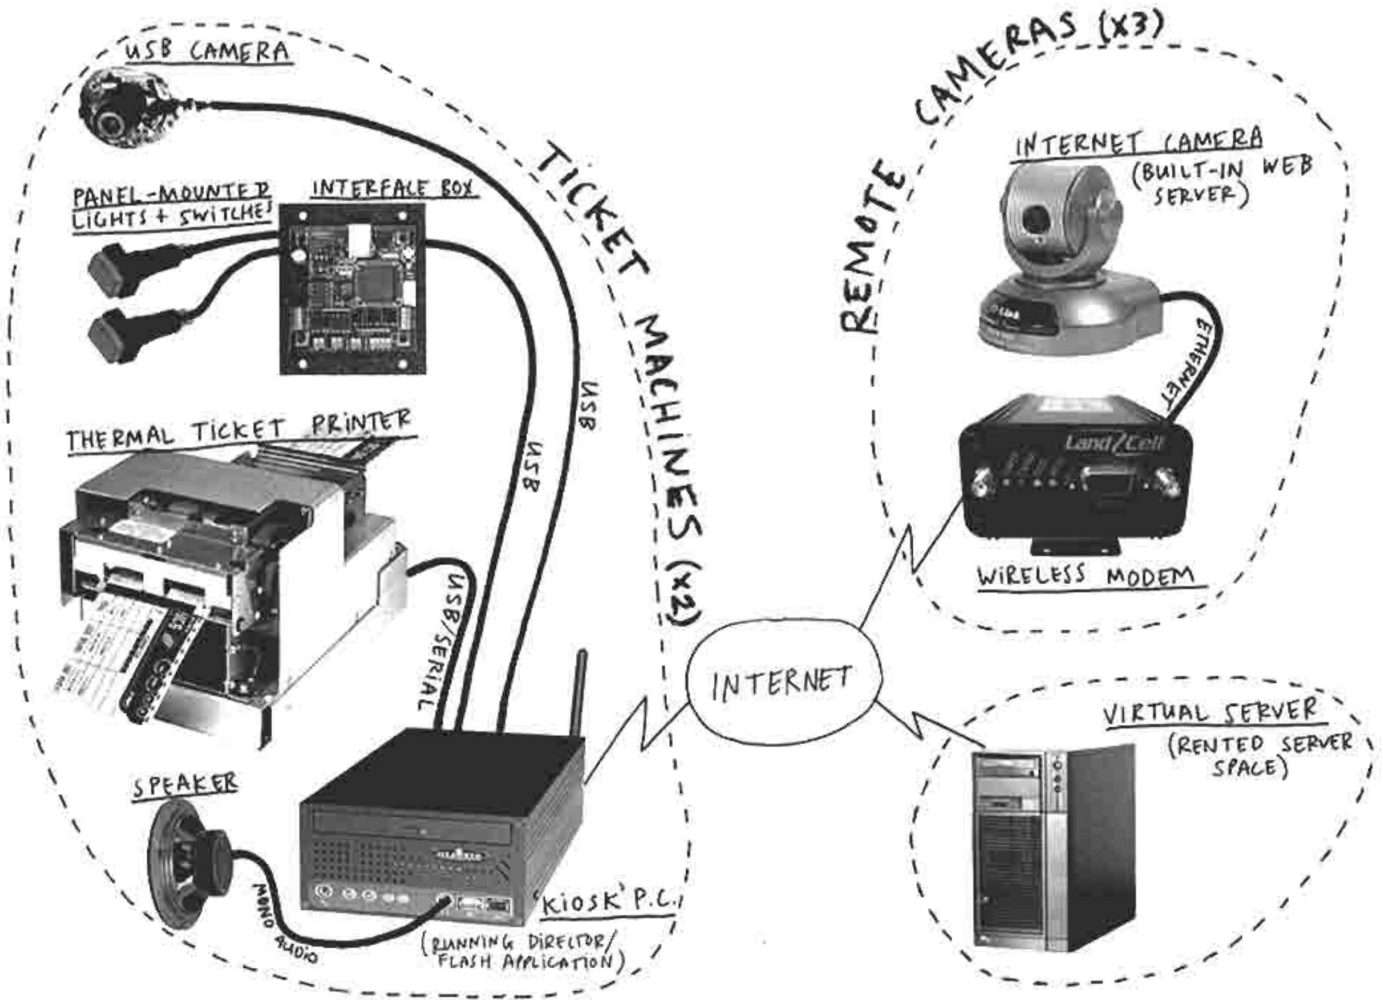 USB CAMERA
PANEL-MOUNTED
LIGHTS + SWITCHES
INTERFACE BOX
THERMAL TICKET PRINTER
SPEAKER
MONO AUDIO
USB
USB
USB/SERIAL
'KIOSK' P.C.
(RUNNING DIRECTOR/
FLASH APPLICATION)
TICKET MACHINES (X2)
INTERNET
REMOTE CAMERAS (X3)
INTERNET CAMERA
(BUILT-IN WEB
SERVER)
ETHERNET
Land/Cell
WIRELESS MODEM
VIRTUAL SERVER
(RENTED SERVER
SPACE)